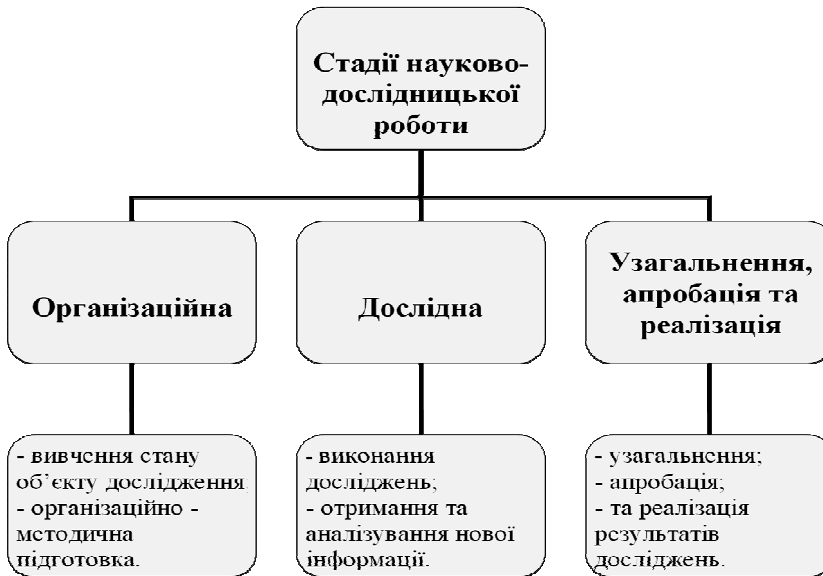 Стадії науково-
дослідницької
роботи
Організаційна
Дослідна
Узагальнення,
апробація та
реалізація
- вивчення стану
об’єкту дослідження;
- організаційно -
методична
підготовка.
- виконання
досліджень;
- отримання та
аналізування нової
інформації.
- узагальнення;
- апробація;
- та реалізація
результатів
досліджень.